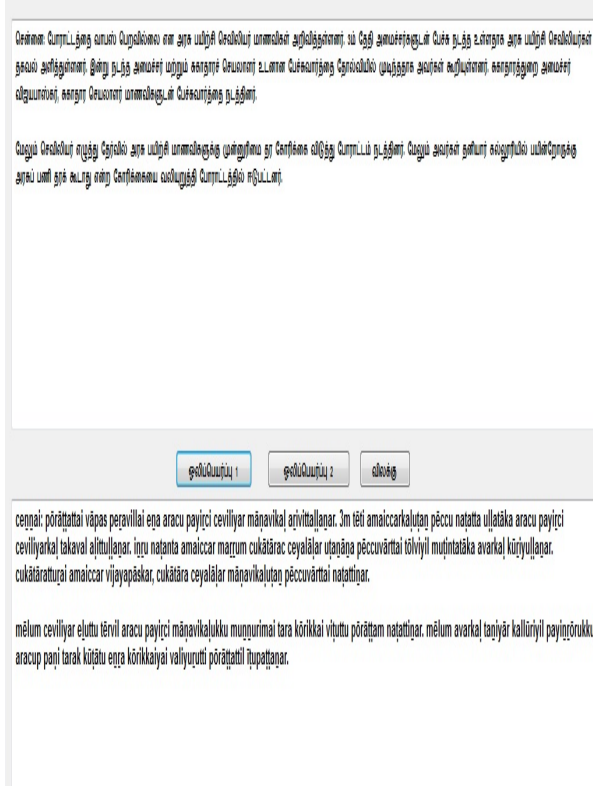 சென்னை: போராட்டத்தை வாபஸ் பெறவில்லை என அரசு பயிற்சி செவிலியர் மாணவிகள் அறிவித்தள்ளனர். 3ம் தேதி அமைச்சர்களுடன் பேச்சு நடத்த உள்ளதாக அரசு பயிற்சி செவிலியர்கள்
தகவல் அளித்துள்ளனர். இன்று நடந்த அமைச்சர் மற்றும் சுகாதாரச் செயலாளர் உடனான பேச்சுவார்த்தை தோல்வியில் முடிந்ததாக அவர்கள் கூறியுள்ளனர். சுகாதாரத்துறை அமைச்சர்
விஜயபாஸ்கர், சுகாதார செயலாளர் மாணவிகளுடன் பேச்சுவார்த்தை நடத்தினர்.
மேலும் செவிலியர் எழுத்து தேர்வில் அரசு பயிற்சி மாணவிகளுக்கு முன்னுரிமை தர கோரிக்கை விடுத்து போராட்டம் நடத்தினர். மேலும் அவர்கள் தனியார் கல்லூரியில் பயின்றோருக்கு
அரசுப் பணி தரக் கூடாது என்ற கோரிக்கையை வலியுறுத்தி போராட்டத்தில் ஈடுபட்டனர்.
ஒலிப்பெயர்ப்பு 1 ஒலிப்பெயர்ப்பு 2 விலக்கு
ceṉṉai: pōrāṭṭattai vāpas peṟavillai eṉa aracu payiṟci ceviliyar māṇavikaḷ aṟivittaḷḷaṉar. 3m tēti amaiccarkaḷuṭaṉ pēccu naṭatta uḷḷatāka aracu payiṟci
ceviliyarkaḷ takaval aḷittuḷḷaṉar. iṉṟu naṭanta amaiccar maṟṟum cukātārac ceyalāḷar uṭaṉāṉa pēccuvārttai tōlviyil muṭintatāka avarkaḷ kūṟiyuḷḷaṉar.
cukātārattuṟai amaiccar vijayapāskar, cukātāra ceyalāḷar māṇavikaḷuṭaṉ pēccuvārttai naṭattiṉar.
mēlum ceviliyar eḻuttu tērvil aracu payiṟci māṇavikaḷukku muṉṉurimai tara kōrikkai viṭuttu pōrāṭṭam naṭattiṉar. mēlum avarkaḷ taṉiyār kallūriyil payiṉṟōrukku
aracup paṇi tarak kūṭātu eṉṟa kōrikkaiyai valiyuṟutti pōrāṭṭattil īṭupaṭṭaṉar.